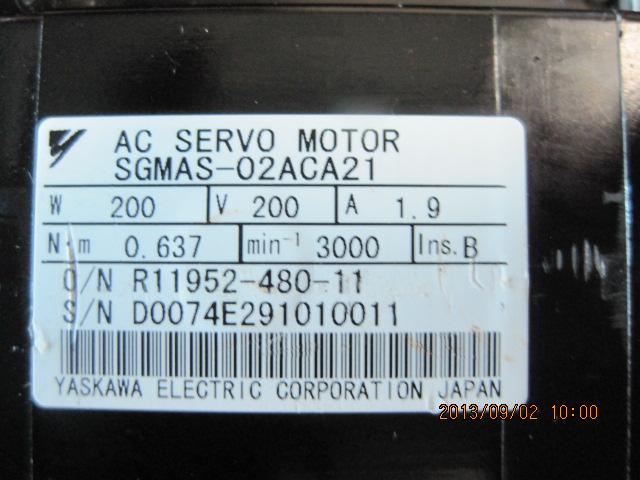 AC SERVO MOTOR
SGMAS-02ACA21
W 200 V 200 A 1.9
N·m 0.637 min⁻¹ 3000 Ins. B
O/N R11952-480-11
S/N D0074E291010011
YASKAWA ELECTRIC CORPORATION JAPAN
2013/09/02 10:00